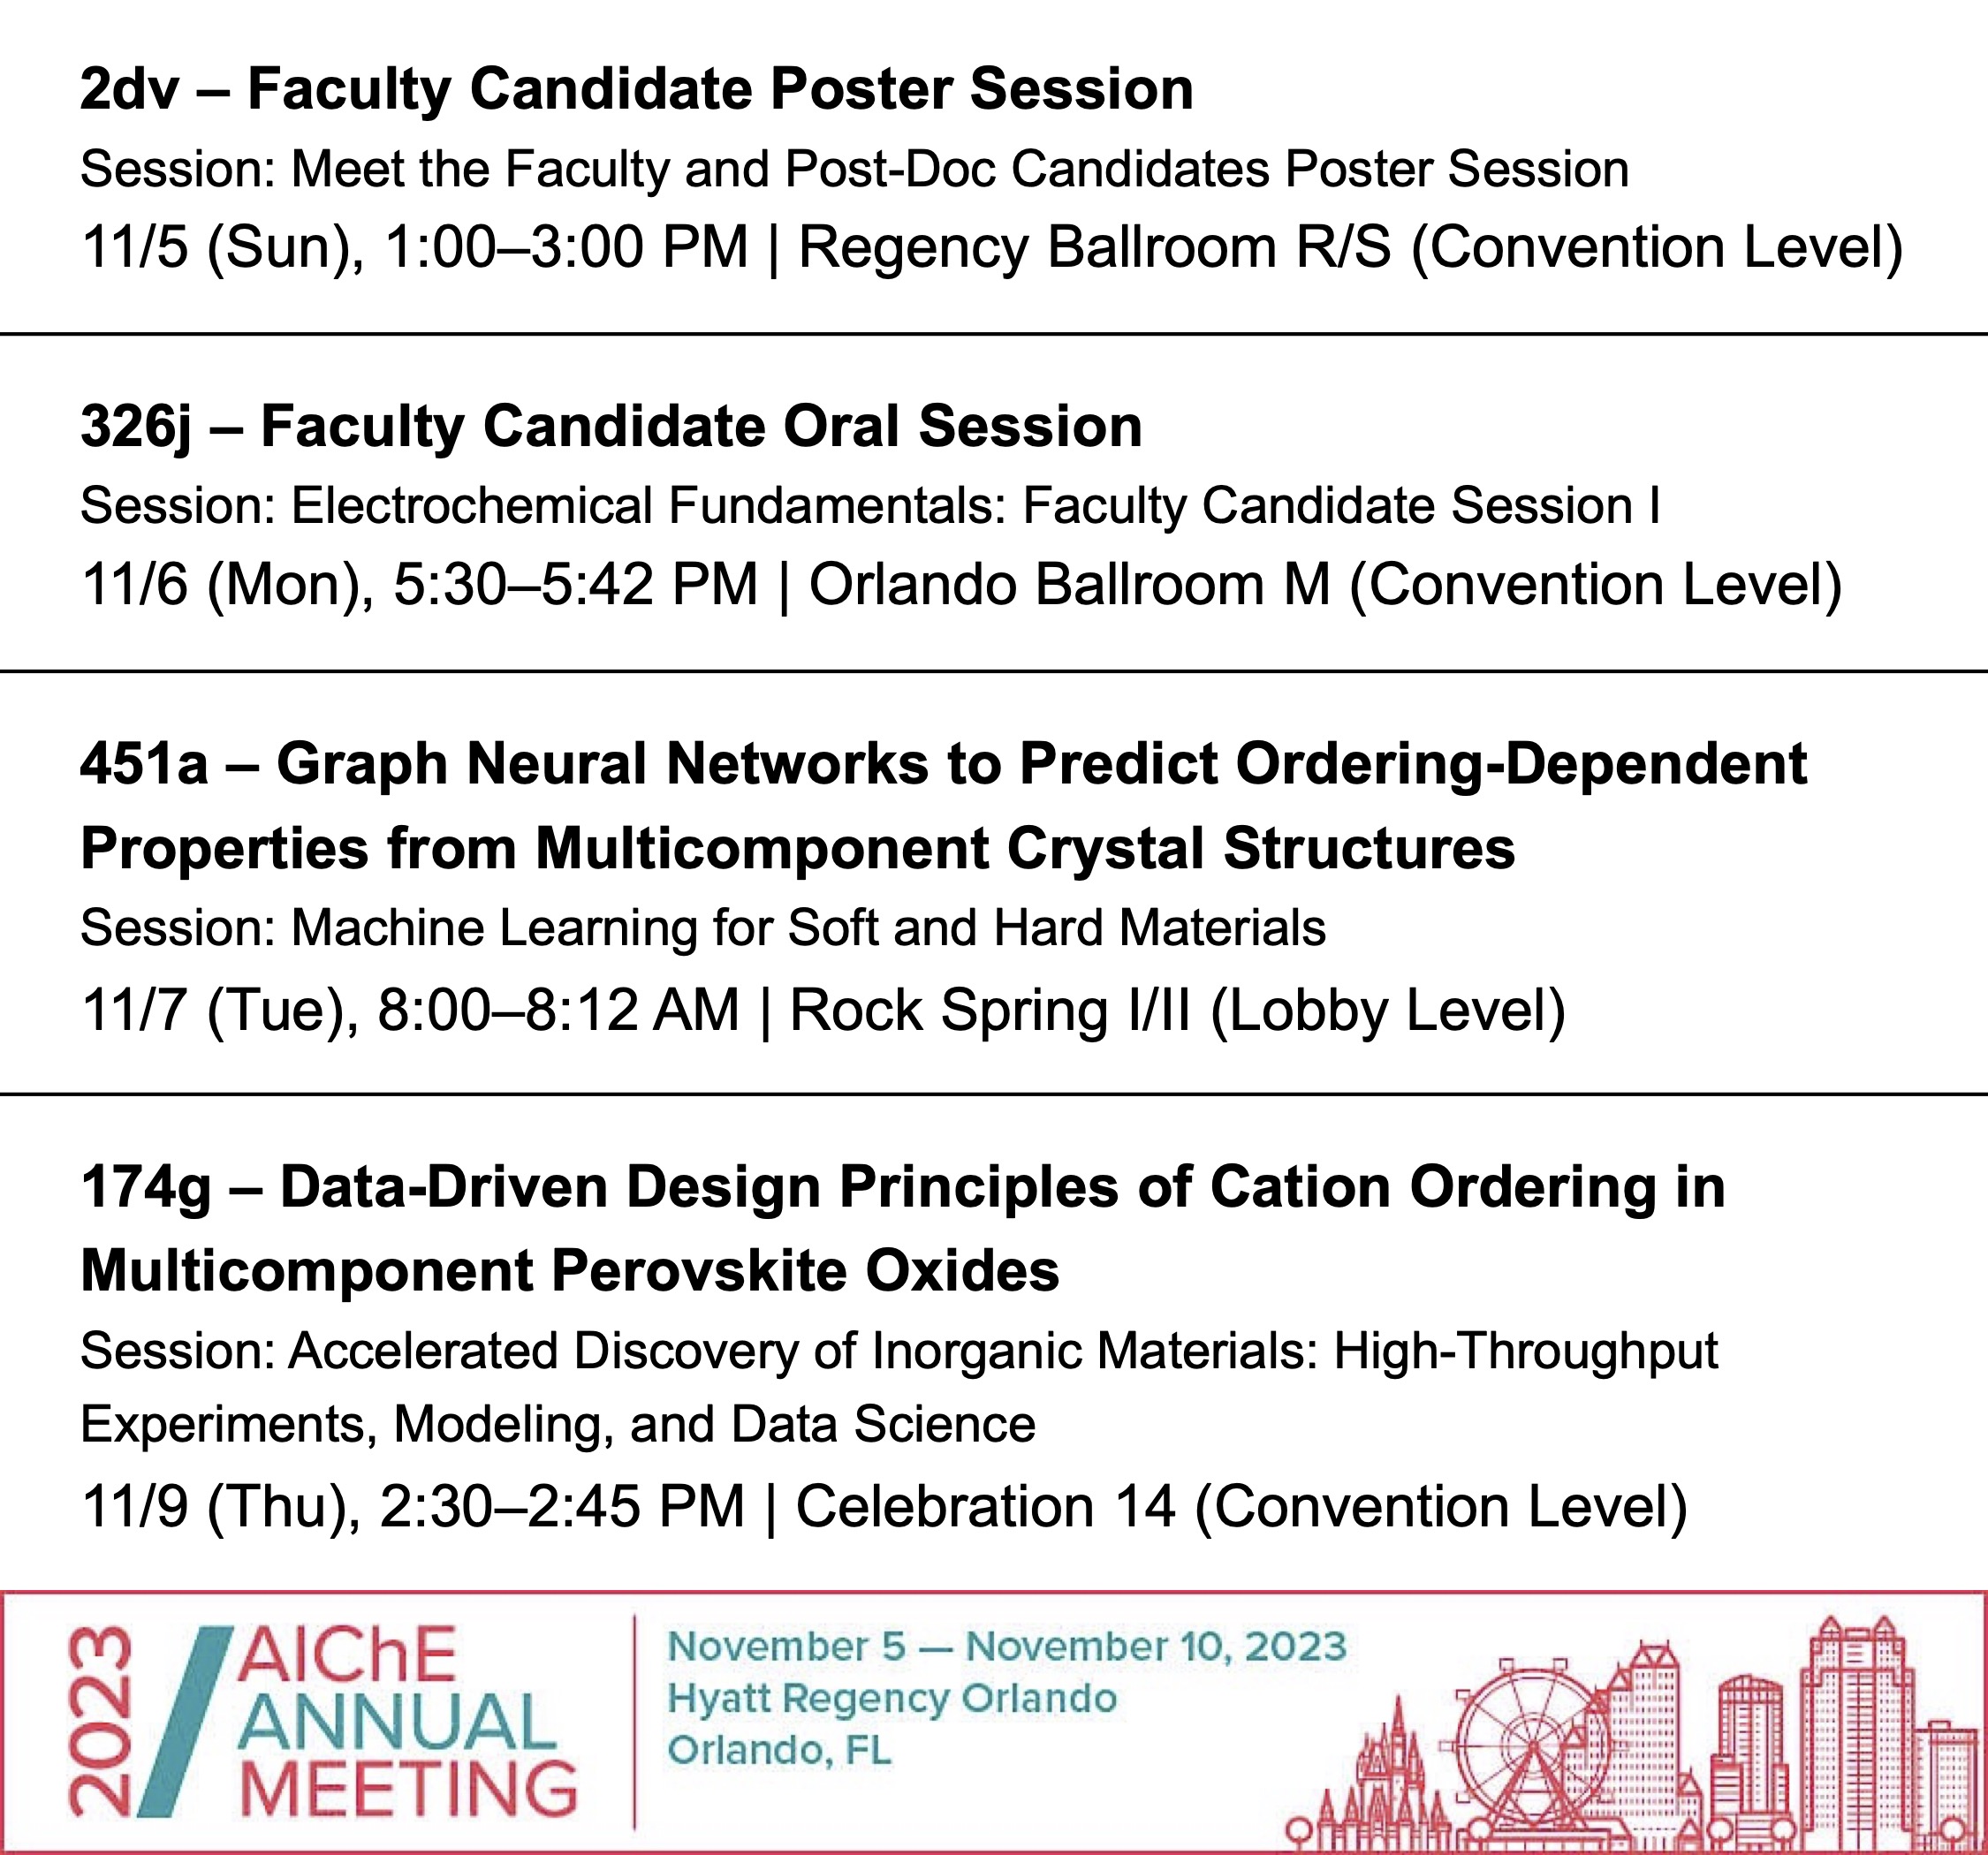 2dv – Faculty Candidate Poster Session
Session: Meet the Faculty and Post-Doc Candidates Poster Session
11/5 (Sun), 1:00–3:00 PM | Regency Ballroom R/S (Convention Level)
326j – Faculty Candidate Oral Session
Session: Electrochemical Fundamentals: Faculty Candidate Session I
11/6 (Mon), 5:30–5:42 PM | Orlando Ballroom M (Convention Level)
451a – Graph Neural Networks to Predict Ordering-Dependent
Properties from Multicomponent Crystal Structures
Session: Machine Learning for Soft and Hard Materials
11/7 (Tue), 8:00–8:12 AM | Rock Spring I/II (Lobby Level)
174g – Data-Driven Design Principles of Cation Ordering in
Multicomponent Perovskite Oxides
Session: Accelerated Discovery of Inorganic Materials: High-Throughput
Experiments, Modeling, and Data Science
11/9 (Thu), 2:30–2:45 PM | Celebration 14 (Convention Level)
2023
AIChE
ANNUAL
MEETING
November 5 — November 10, 2023
Hyatt Regency Orlando
Orlando, FL